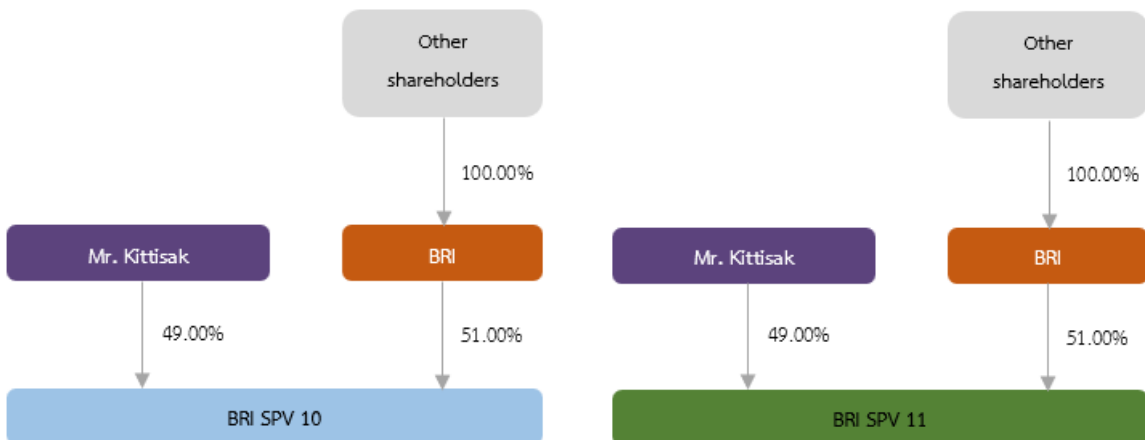 Other
shareholders
100.00%
Mr. Kittisak
BRI
49.00%
51.00%
BRI SPV 10
Other
shareholders
100.00%
Mr. Kittisak
BRI
49.00%
51.00%
BRI SPV 11